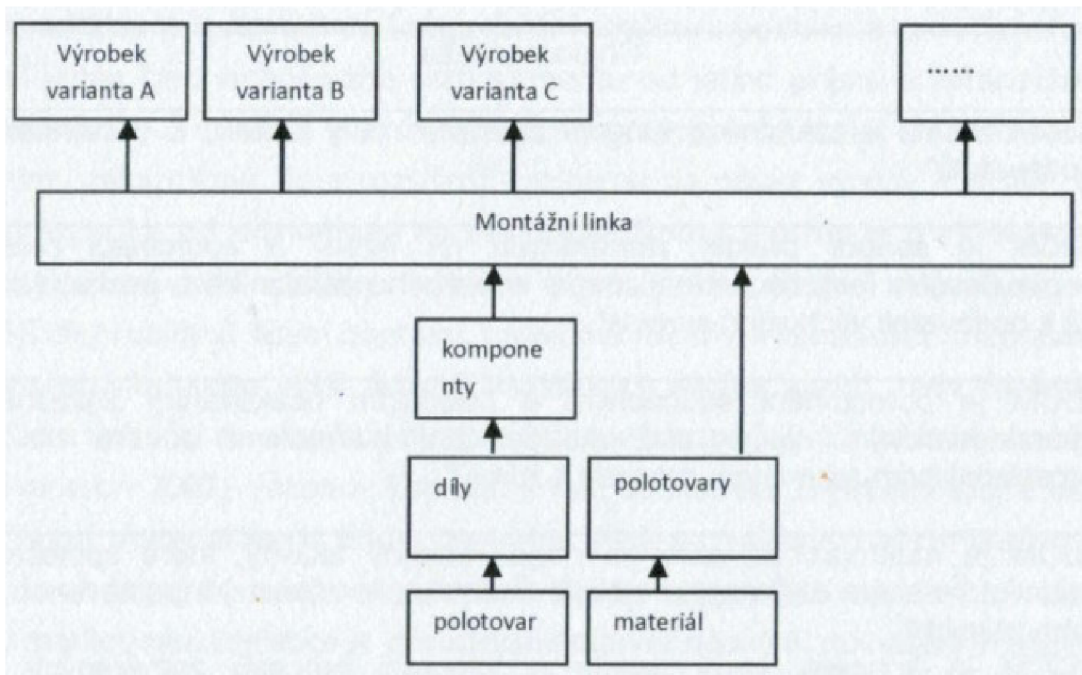 Výrobek
varianta A
Výrobek
varianta B
Výrobek
varianta C
......
Montážní linka
kompone
nty
díly
polotovary
polotovar
materiál